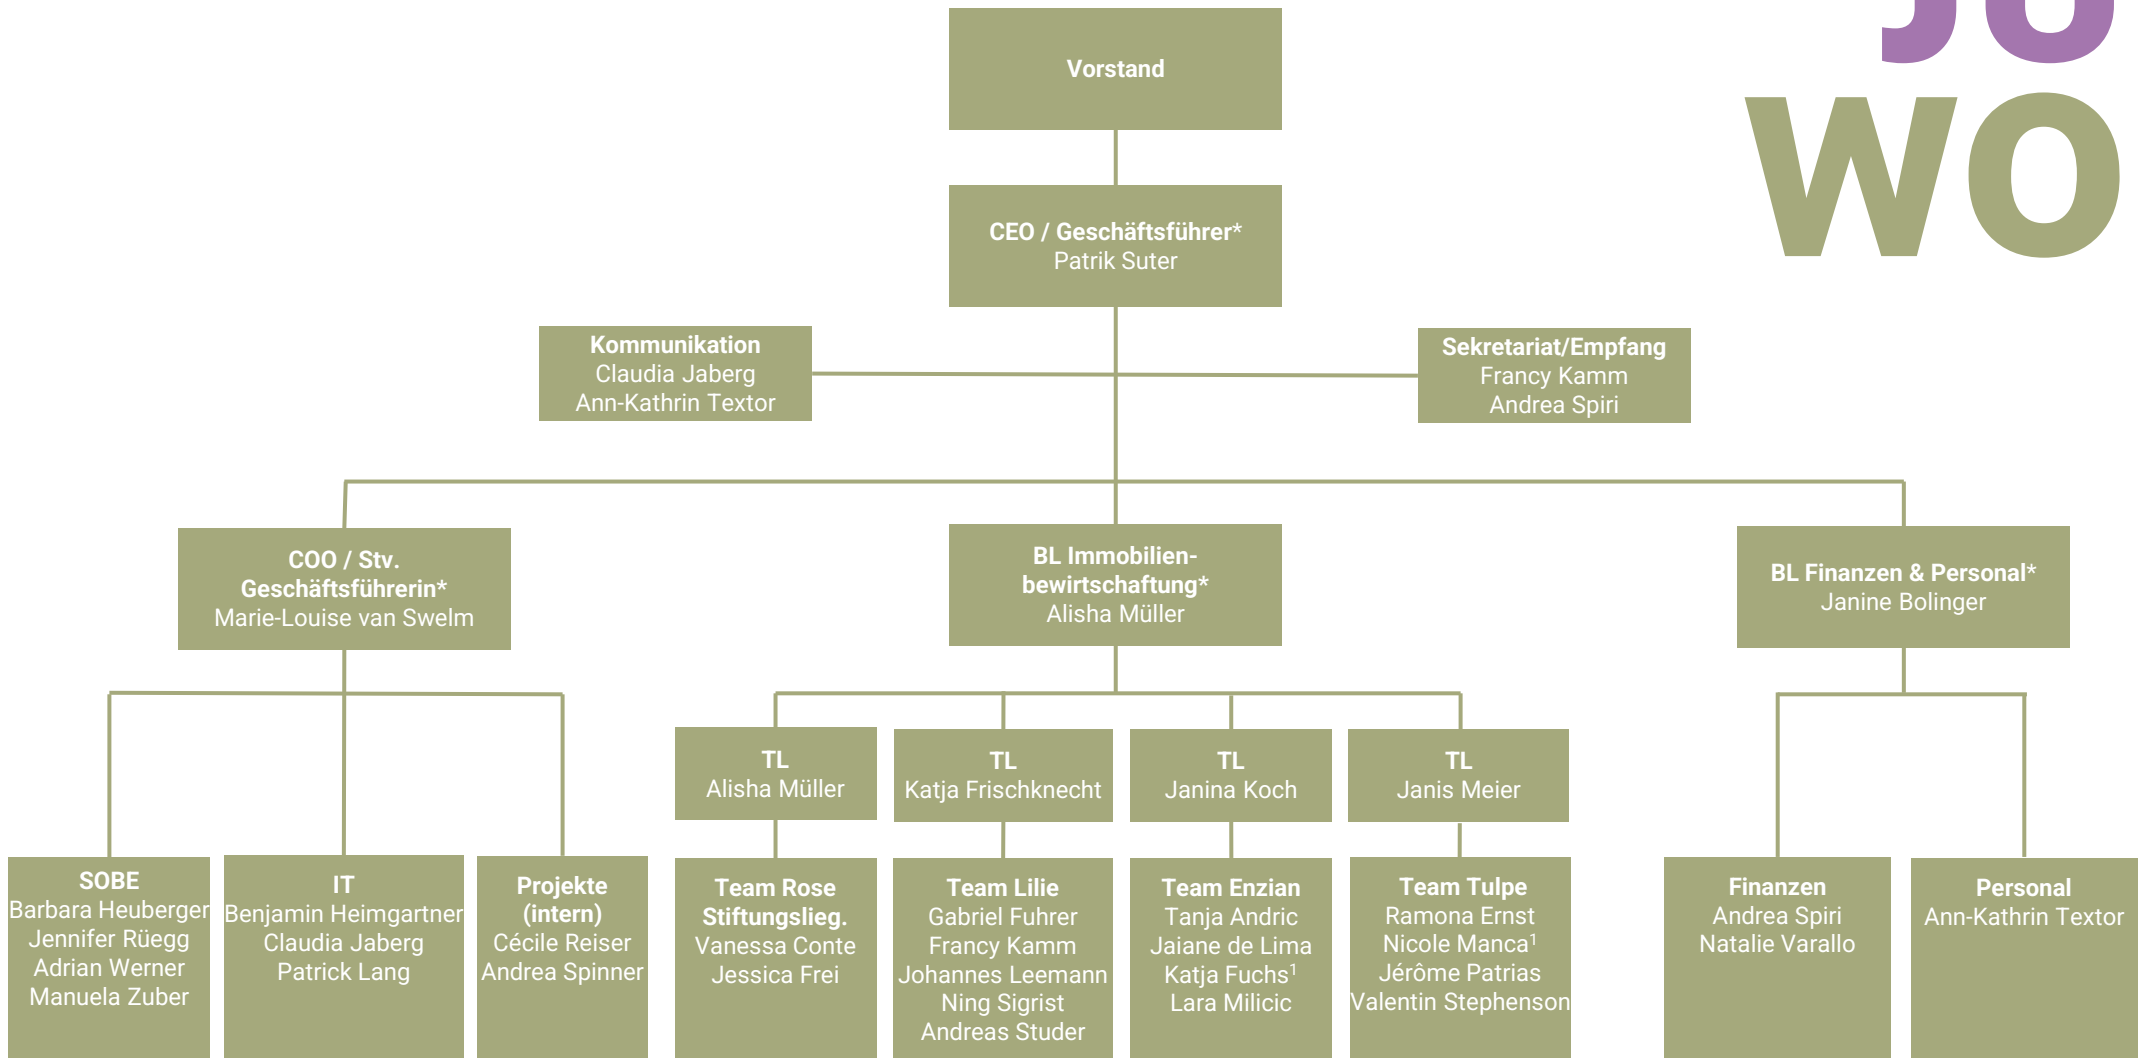 JU
WO
Vorstand
CEO / Geschäftsführer*
Patrik Suter
Kommunikation
Claudia Jaberg
Ann-Kathrin Textor
Sekretariat/Empfang
Francy Kamm
Andrea Spiri
COO / Stv.
Geschäftsführerin*
Marie-Louise van Swelm
BL Immobilien-
bewirtschaftung*
Alisha Müller
BL Finanzen & Personal*
Janine Bolinger
TL
Alisha Müller
TL
Katja Frischknecht
TL
Janina Koch
TL
Janis Meier
SOBE
Barbara Heuberger
Jennifer Rüegg
Adrian Werner
Manuela Zuber
IT
Benjamin Heimgartner
Claudia Jaberg
Patrick Lang
Projekte
(intern)
Cécile Reiser
Andrea Spinner
Team Rose
Stiftungslieg.
Vanessa Conte
Jessica Frei
Team Lilie
Gabriel Fuhrer
Francy Kamm
Johannes Leemann
Ning Sigrist
Andreas Studer
Team Enzian
Tanja Andric
Jaiane de Lima
Katja Fuchs¹
Lara Milicic
Team Tulpe
Ramona Ernst
Nicole Manca¹
Jérôme Patrias
Valentin Stephenson
Finanzen
Andrea Spiri
Natalie Varallo
Personal
Ann-Kathrin Textor